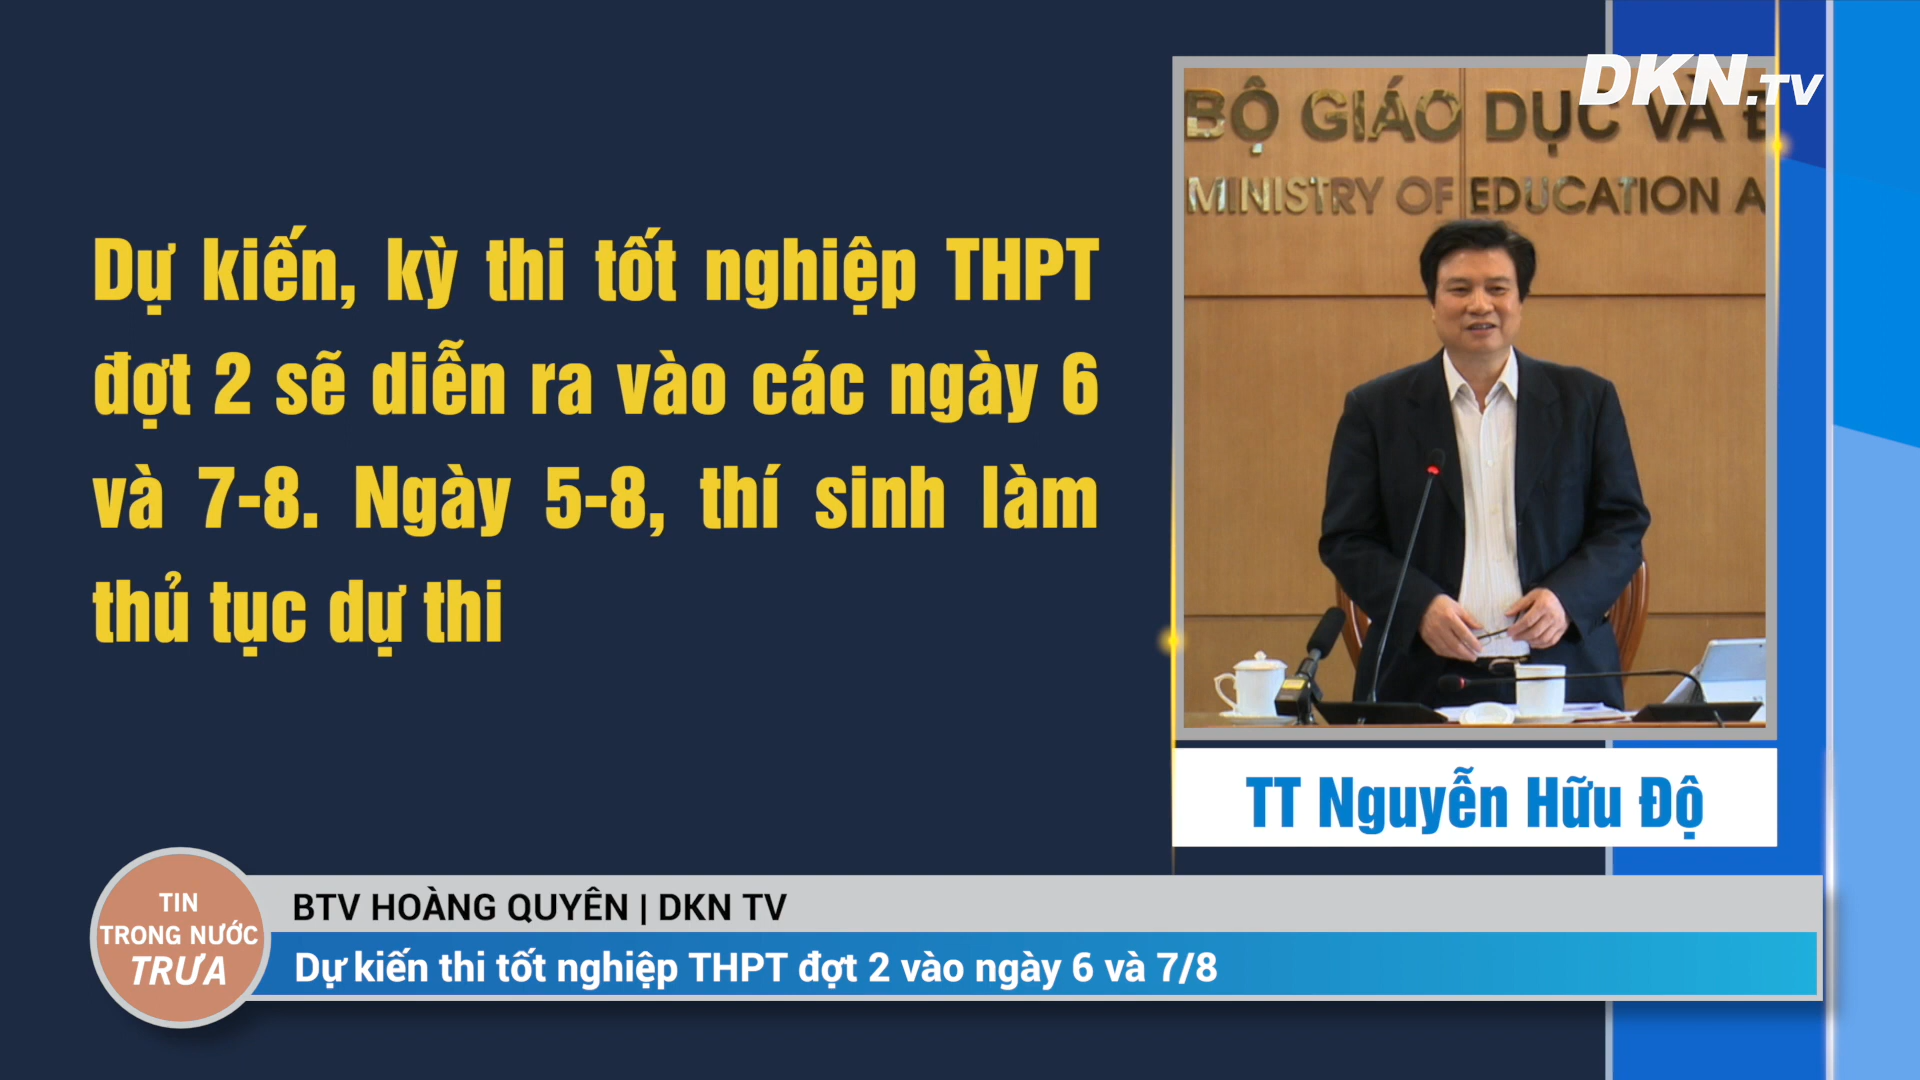 DKN.TV
BỘ GIÁO DỤC VÀ Đ
MINISTRY OF EDUCATION A
Dự kiến, kỳ thi tốt nghiệp THPT
đợt 2 sẽ diễn ra vào các ngày 6
và 7-8. Ngày 5-8, thí sinh làm
thủ tục dự thi
TT Nguyễn Hữu Độ
TIN
TRONG NƯỚC
TRƯA
BTV HOÀNG QUYÊN | DKN TV
Dự kiến thi tốt nghiệp THPT đợt 2 vào ngày 6 và 7/8